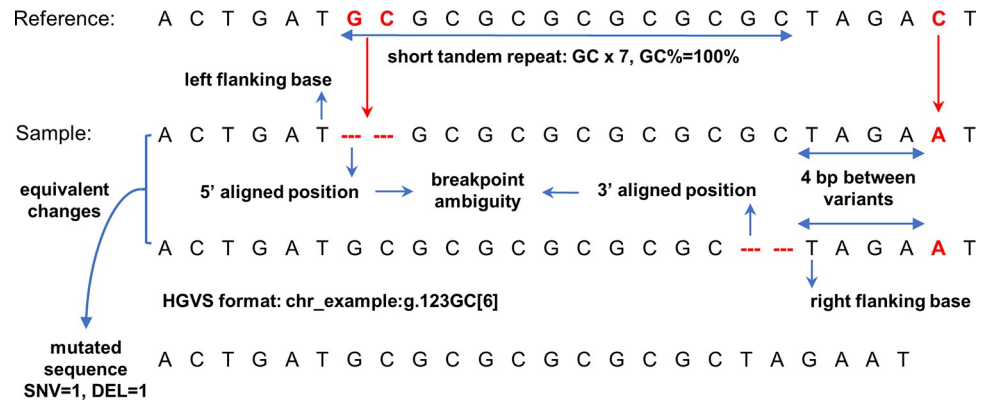 Reference: A C T G A T G C G C G C G C G C G C G C T A G A C T
short tandem repeat: GC x 7, GC%=100%
left flanking base
Sample: A C T G A T --- --- G C G C G C G C G C G C T A G A A T
equivalent
changes
5’ aligned position
breakpoint
ambiguity
3’ aligned position
4 bp between
variants
A C T G A T G C G C G C G C G C G C --- --- T A G A A T
HGVS format: chr_example:g.123GC[6]
right flanking base
mutated
sequence
SNV=1, DEL=1
A C T G A T G C G C G C G C G C G C T A G A A T